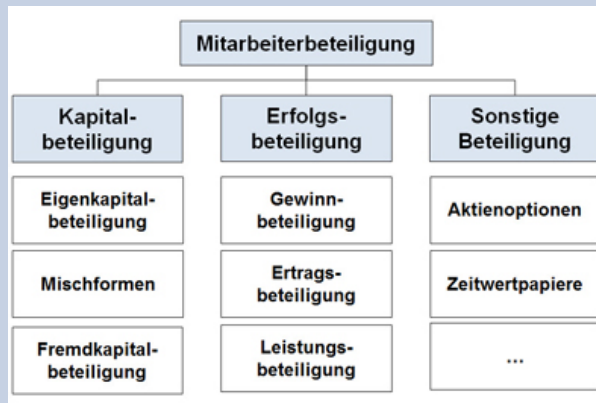 Mitarbeiterbeteiligung
Kapital-
beteiligung
Eigenkapital-
beteiligung
Mischformen
Fremdkapital-
beteiligung
Erfolgs-
beteiligung
Gewinn-
beteiligung
Ertrags-
beteiligung
Leistungs-
beteiligung
Sonstige
Beteiligung
Aktienoptionen
Zeitwertpapiere
...